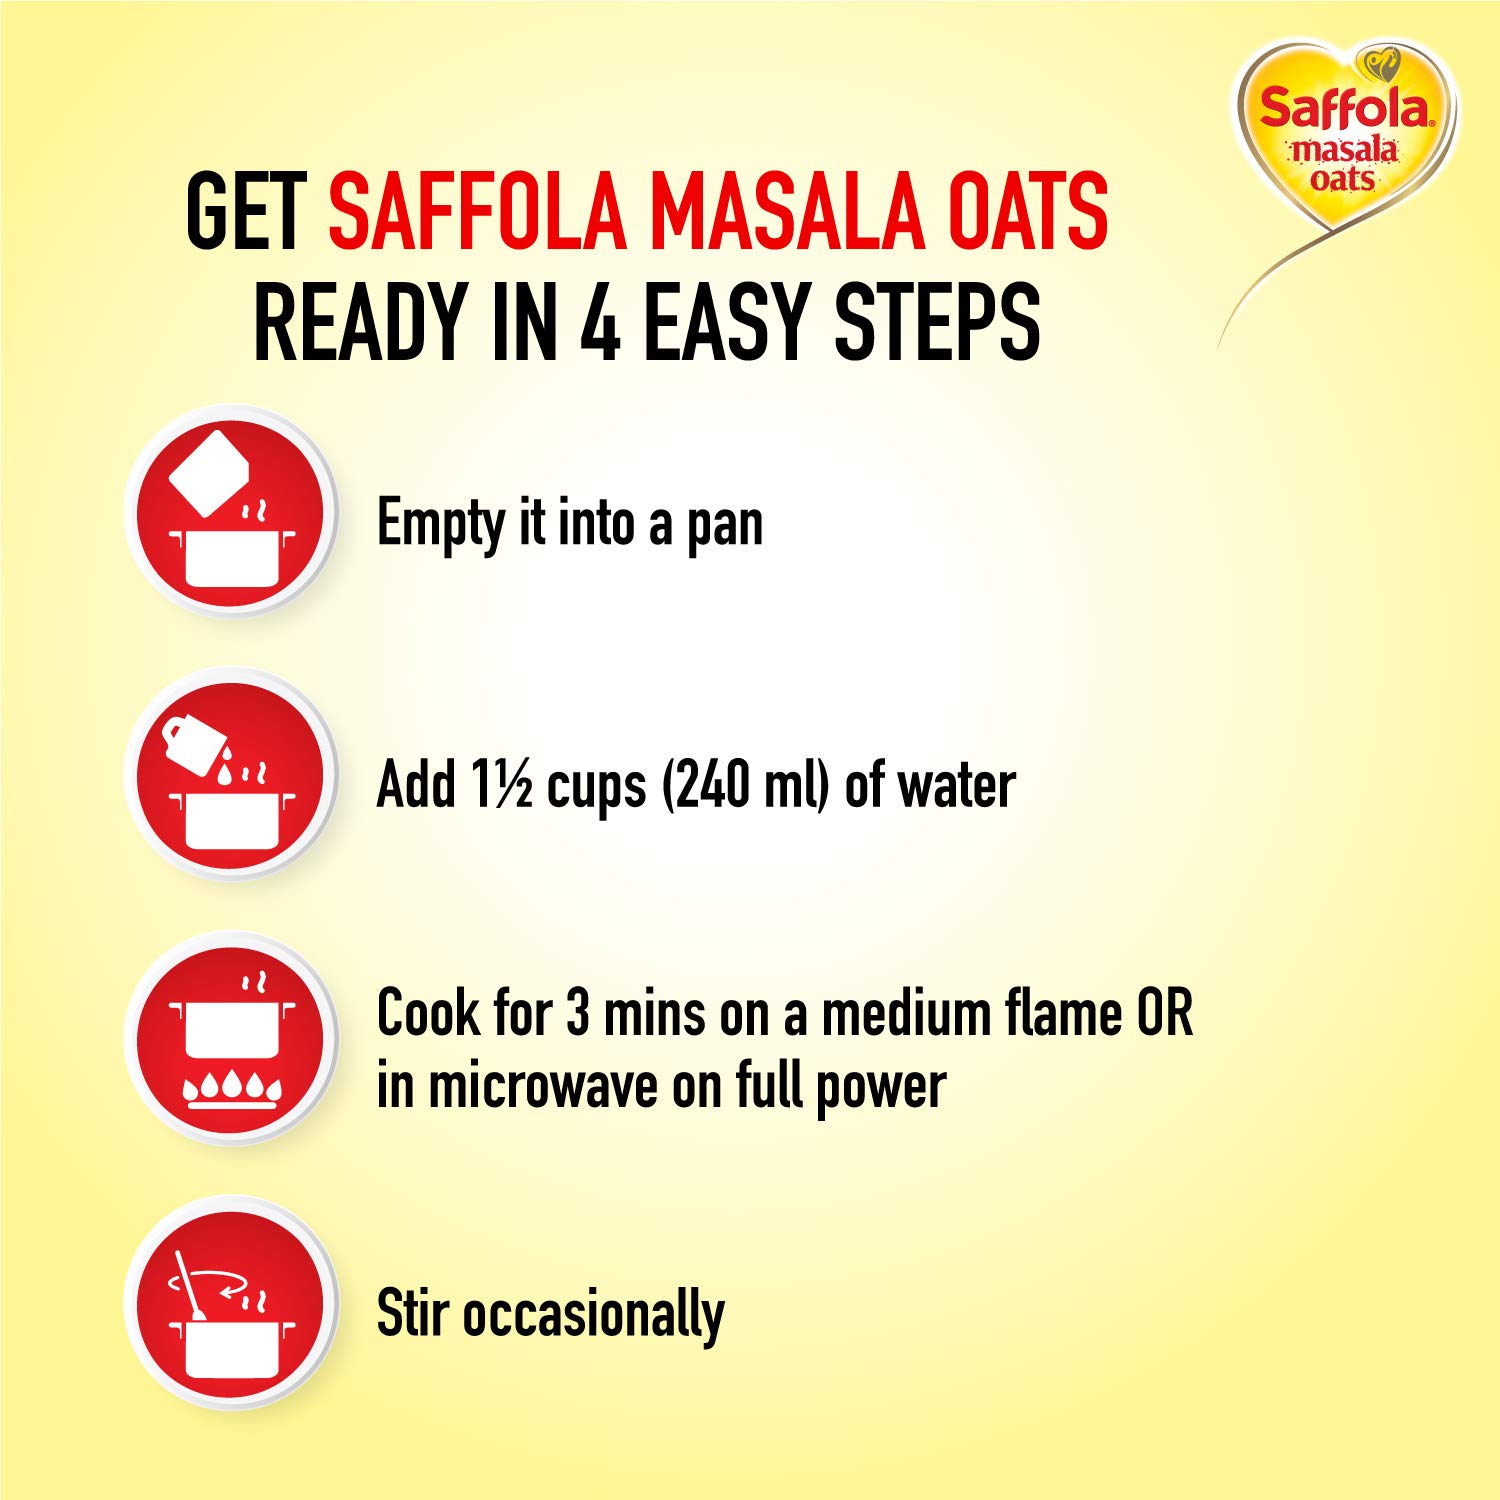 Saffola®
masala
oats
GET SAFFOLA MASALA OATS
READY IN 4 EASY STEPS
Empty it into a pan
Add 1½ cups (240 ml) of water
Cook for 3 mins on a medium flame OR
in microwave on full power
Stir occasionally